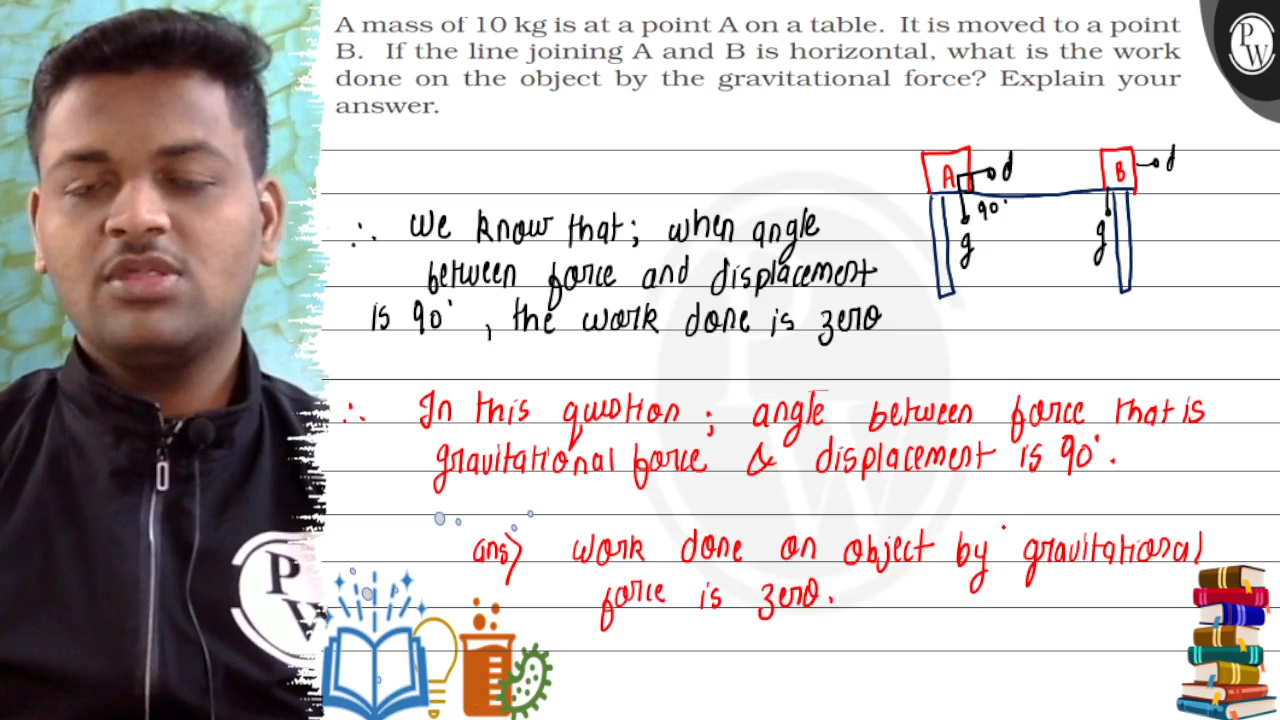 A mass of 10 kg is at a point A on a table. It is moved to a point
B. If the line joining A and B is horizontal, what is the work
done on the object by the gravitational force? Explain your
answer.
PW
A d B d
90°
g g
∴ We know that; when angle
between force and displacement
is 90°, the work done is zero
∴ In this question; angle between force that is
gravitational force & displacement is 90°.
ans> work done on object by gravitational
force is zero.
PW